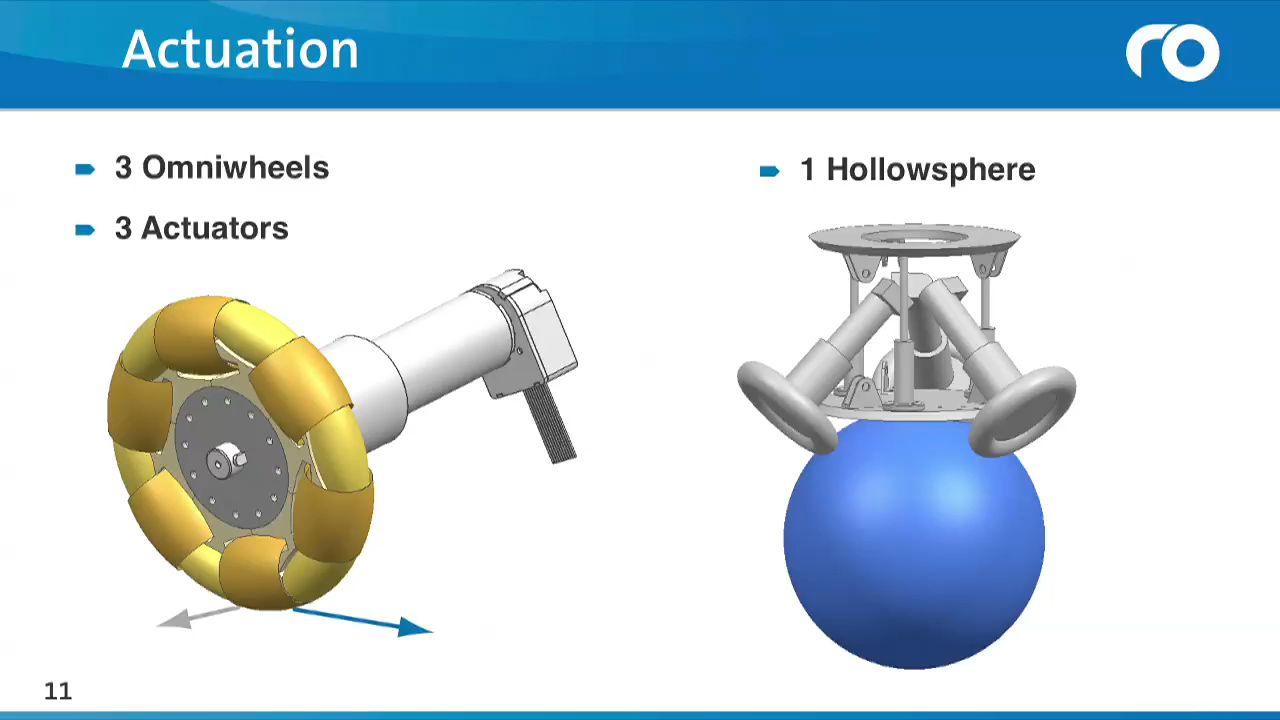 Actuation
ro
3 Omniwheels
3 Actuators
1 Hollowsphere
11